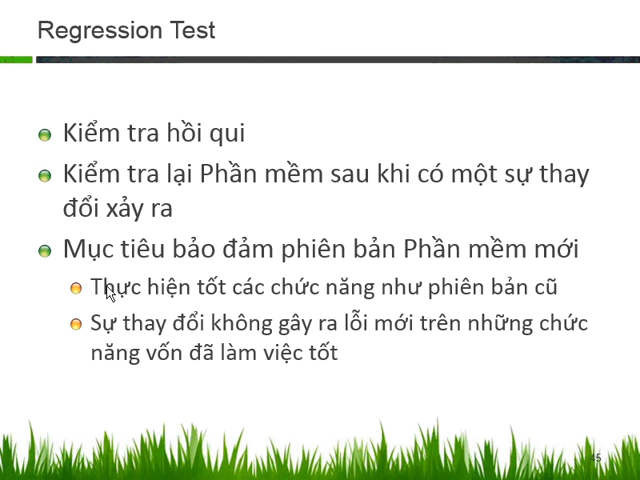 Regression Test
Kiểm tra hồi qui
Kiểm tra lại Phần mềm sau khi có một sự thay
đổi xảy ra
Mục tiêu bảo đảm phiên bản Phần mềm mới
Thực hiện tốt các chức năng như phiên bản cũ
Sự thay đổi không gây ra lỗi mới trên những chức
năng vốn đã làm việc tốt
45